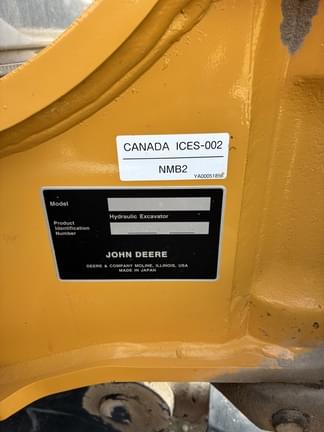 CANADA ICES-002
NMB2
YA00051896
Model
Hydraulic Excavator
Product
Identification
Number
JOHN DEERE
DEERE & COMPANY MOLINE, ILLINOIS, USA
MADE IN JAPAN